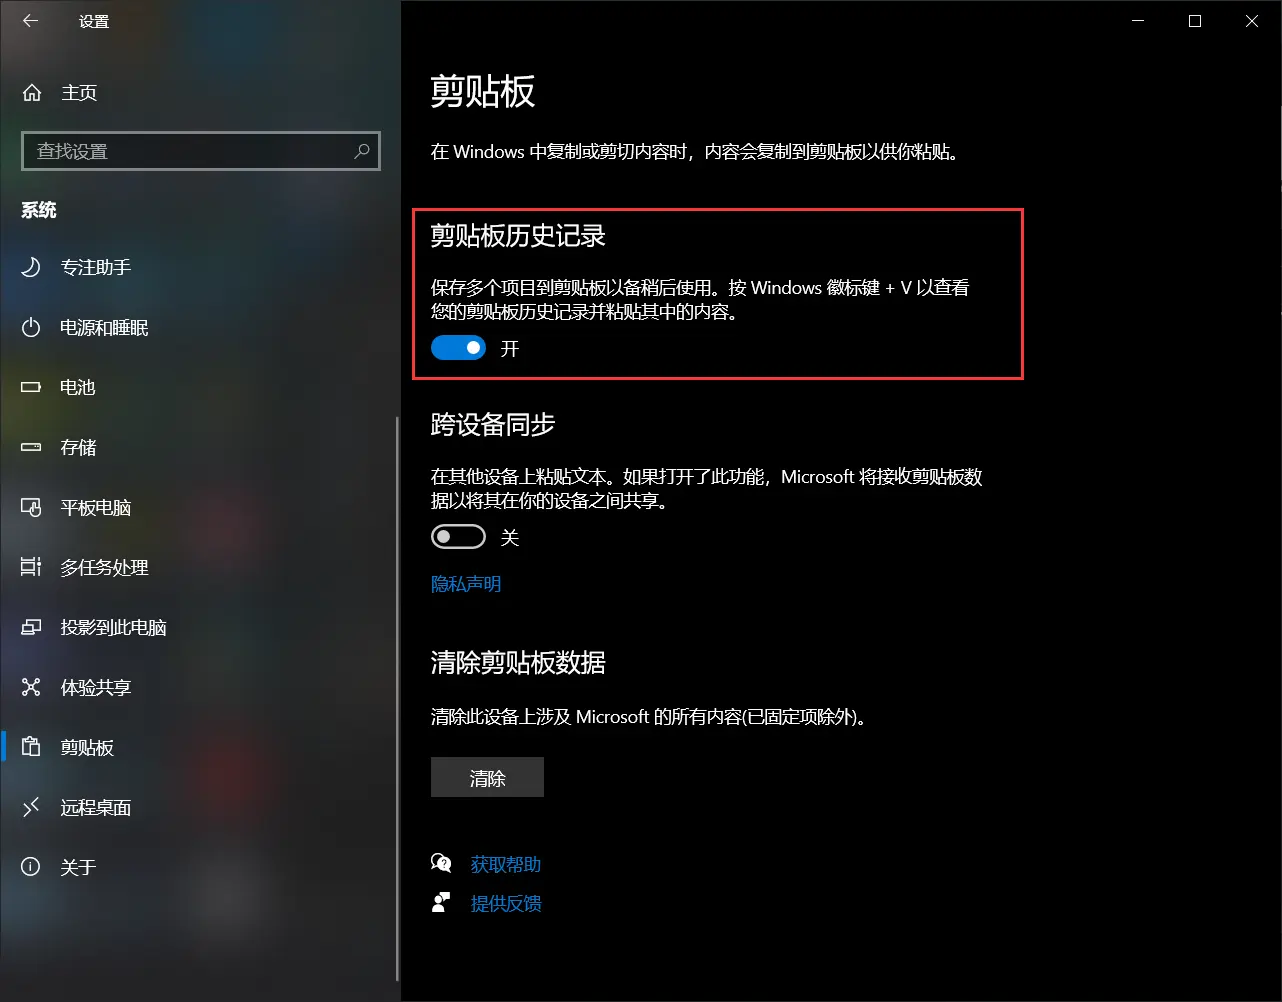 设置
主页
查找设置
系统
专注助手
电源和睡眠
电池
存储
平板电脑
多任务处理
投影到此电脑
体验共享
剪贴板
远程桌面
关于
剪贴板
在 Windows 中复制或剪切内容时，内容会复制到剪贴板以供你粘贴。
剪贴板历史记录
保存多个项目到剪贴板以备稍后使用。按 Windows 徽标键 + V 以查看
您的剪贴板历史记录并粘贴其中的内容。
开
跨设备同步
在其他设备上粘贴文本。如果打开了此功能，Microsoft 将接收剪贴板数
据以将其在你的设备之间共享。
关
隐私声明
清除剪贴板数据
清除此设备上涉及 Microsoft 的所有内容(已固定项除外)。
清除
获取帮助
提供反馈